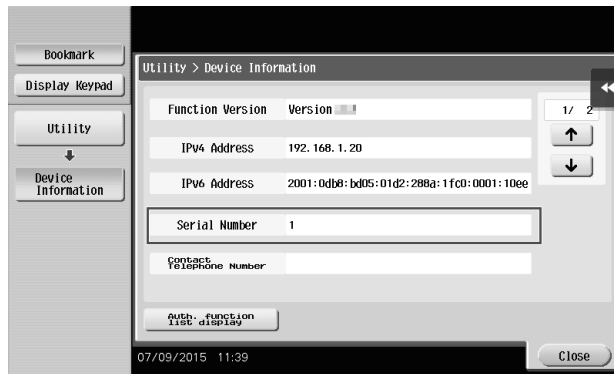 Bookmark
Display Keypad
Utility
Device
Information
Utility > Device Information
Function Version Version
1/ 2
IPv4 Address 192.168.1.20
IPv6 Address 2001:0db8:bd05:01d2:288a:1fc0:0001:10ee
Serial Number 1
Contact
Telephone Number
Auth. function
list display
07/09/2015 11:39
Close